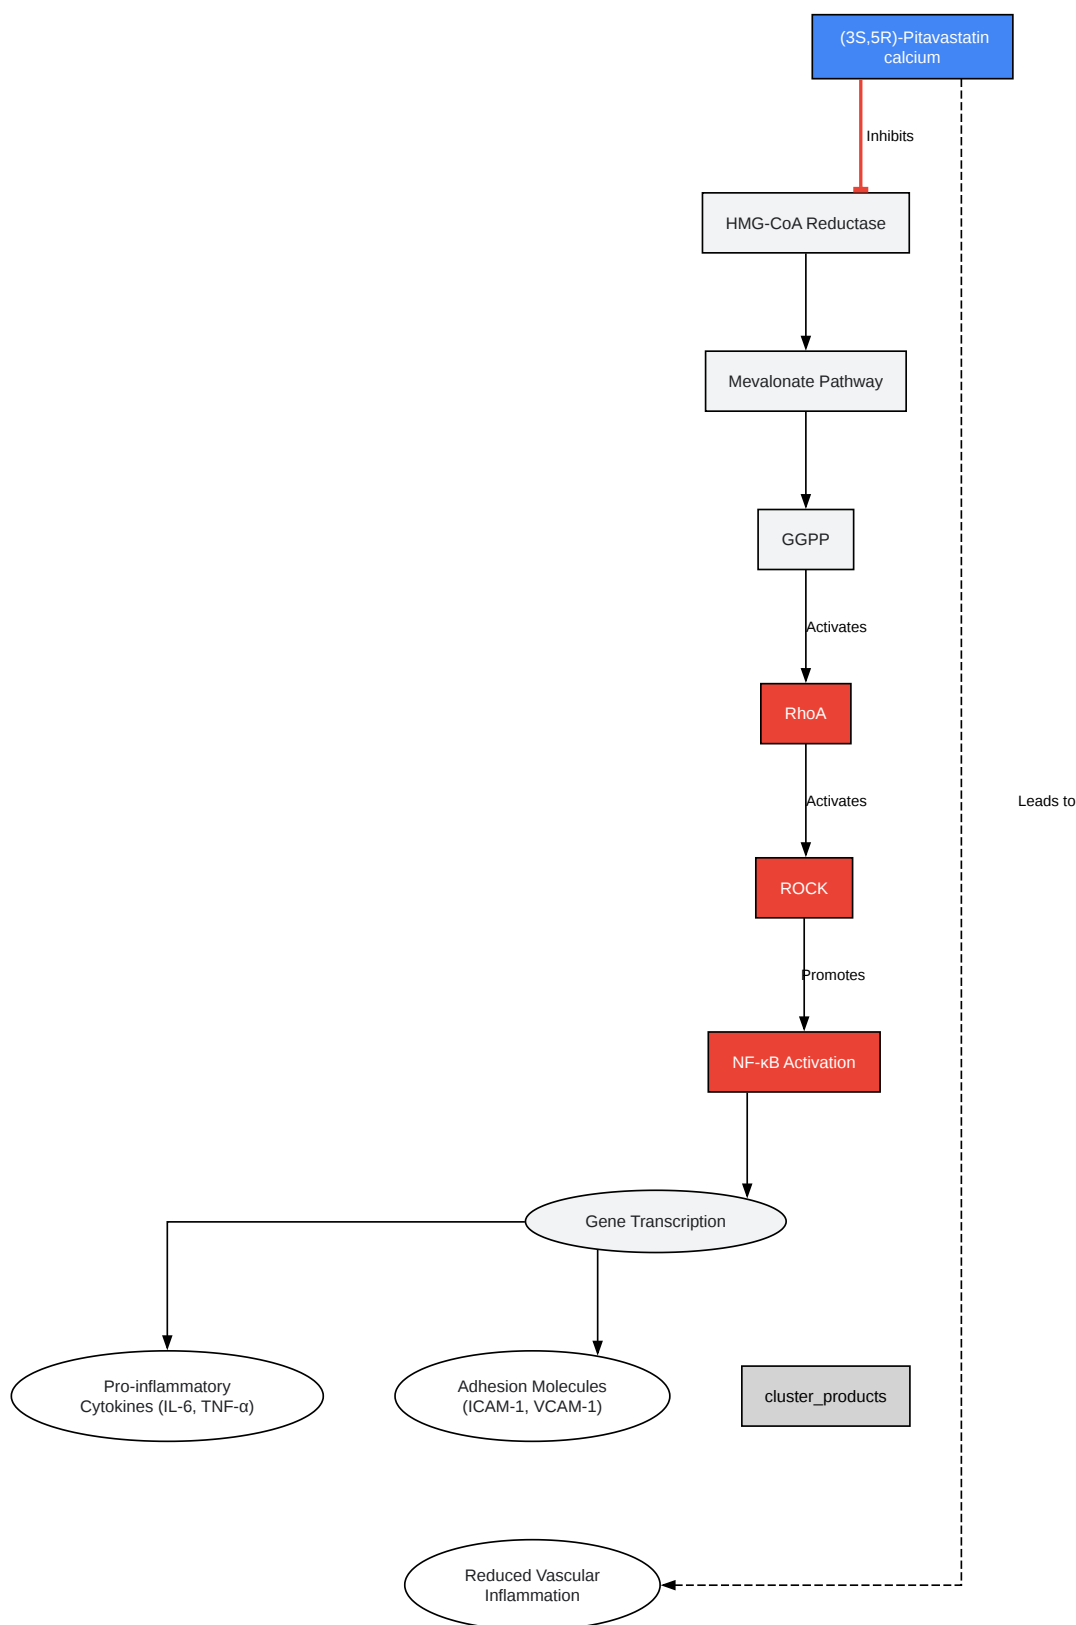 (3S,5R)-Pitavastatin
calcium
Inhibits
HMG-CoA Reductase
Mevalonate Pathway
GGPP
Activates
RhoA
Activates
Leads to
ROCK
Promotes
NF-κB Activation
Gene Transcription
Pro-inflammatory
Cytokines (IL-6, TNF-α)
Adhesion Molecules
(ICAM-1, VCAM-1)
cluster_products
Reduced Vascular
Inflammation